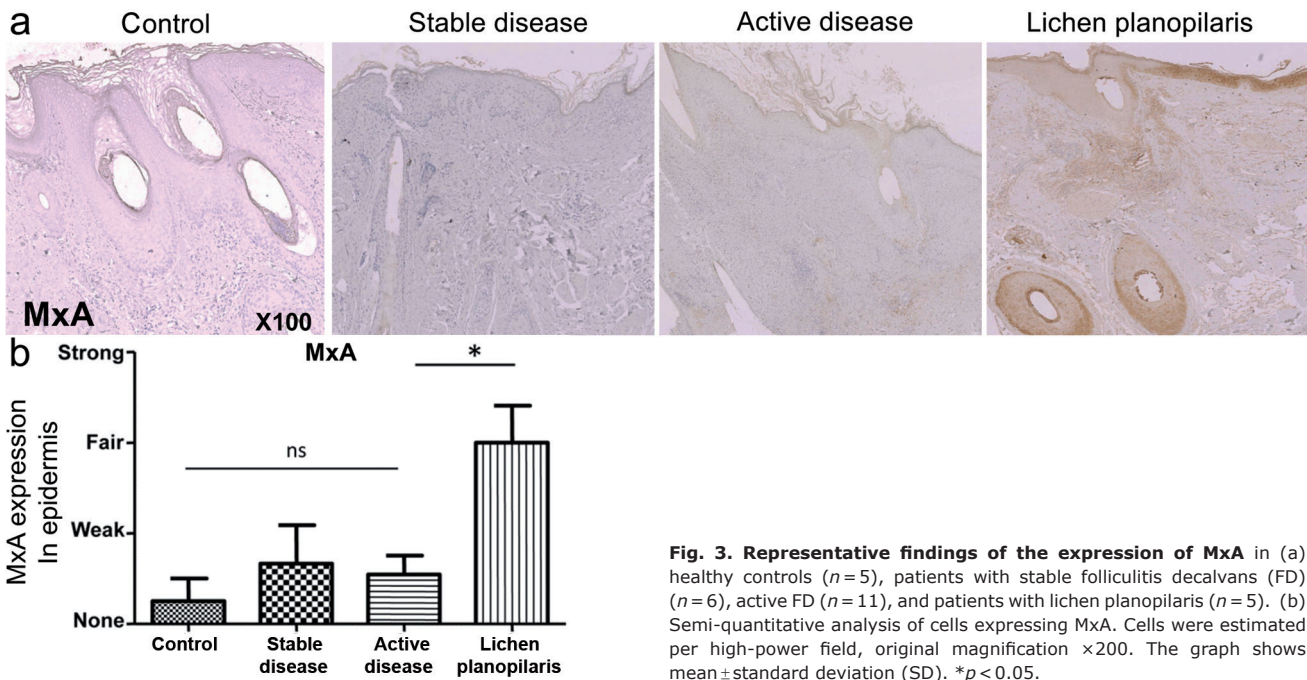 a
Control Stable disease Active disease Lichen planopilaris
MxA X100
b
MxA
MxA expression
In epidermis
Strong
Fair
Weak
None
ns
*
Control Stable disease Active disease Lichen planopilaris
Fig. 3. Representative findings of the expression of MxA in (a)
healthy controls (n=5), patients with stable folliculitis decalvans (FD)
(n=6), active FD (n=11), and patients with lichen planopilaris (n=5). (b)
Semi-quantitative analysis of cells expressing MxA. Cells were estimated
per high-power field, original magnification ×200. The graph shows
mean±standard deviation (SD). *p<0.05.